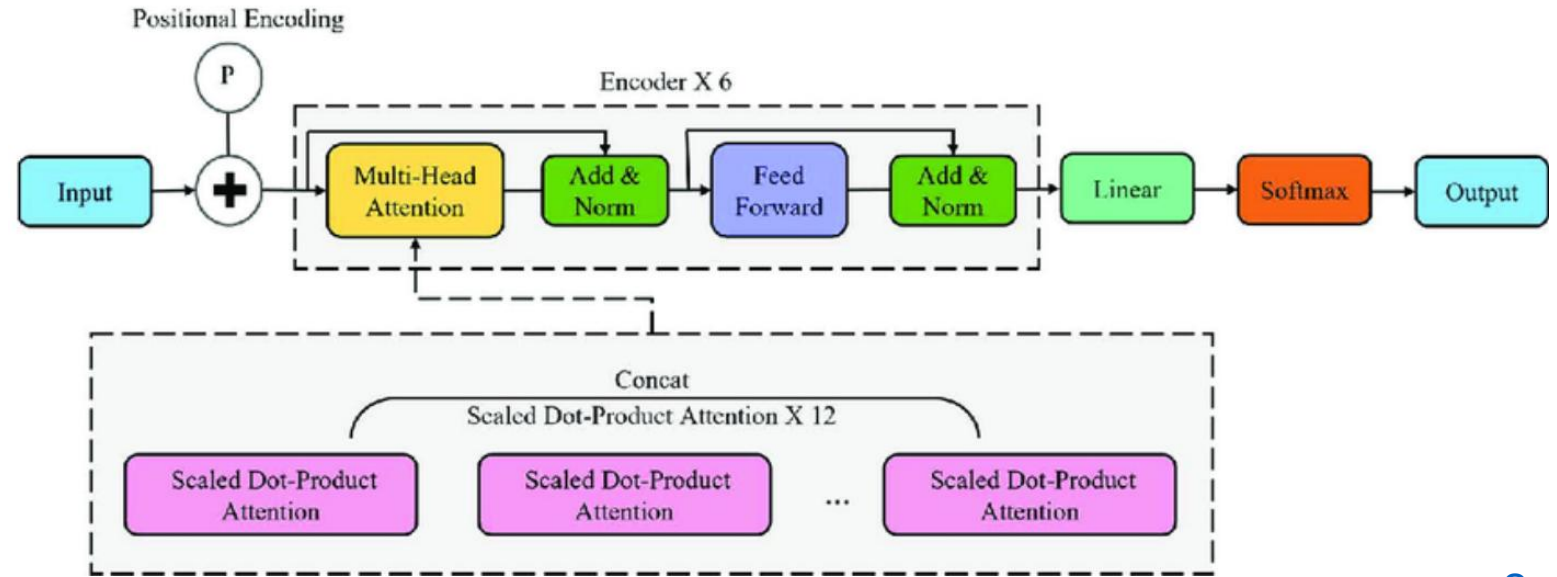 Positional Encoding
P
Encoder X 6
Input
Multi-Head
Attention
Add &
Norm
Feed
Forward
Add &
Norm
Linear
Softmax
Output
Concat
Scaled Dot-Product Attention X 12
Scaled Dot-Product
Attention
Scaled Dot-Product
Attention
...
Scaled Dot-Product
Attention